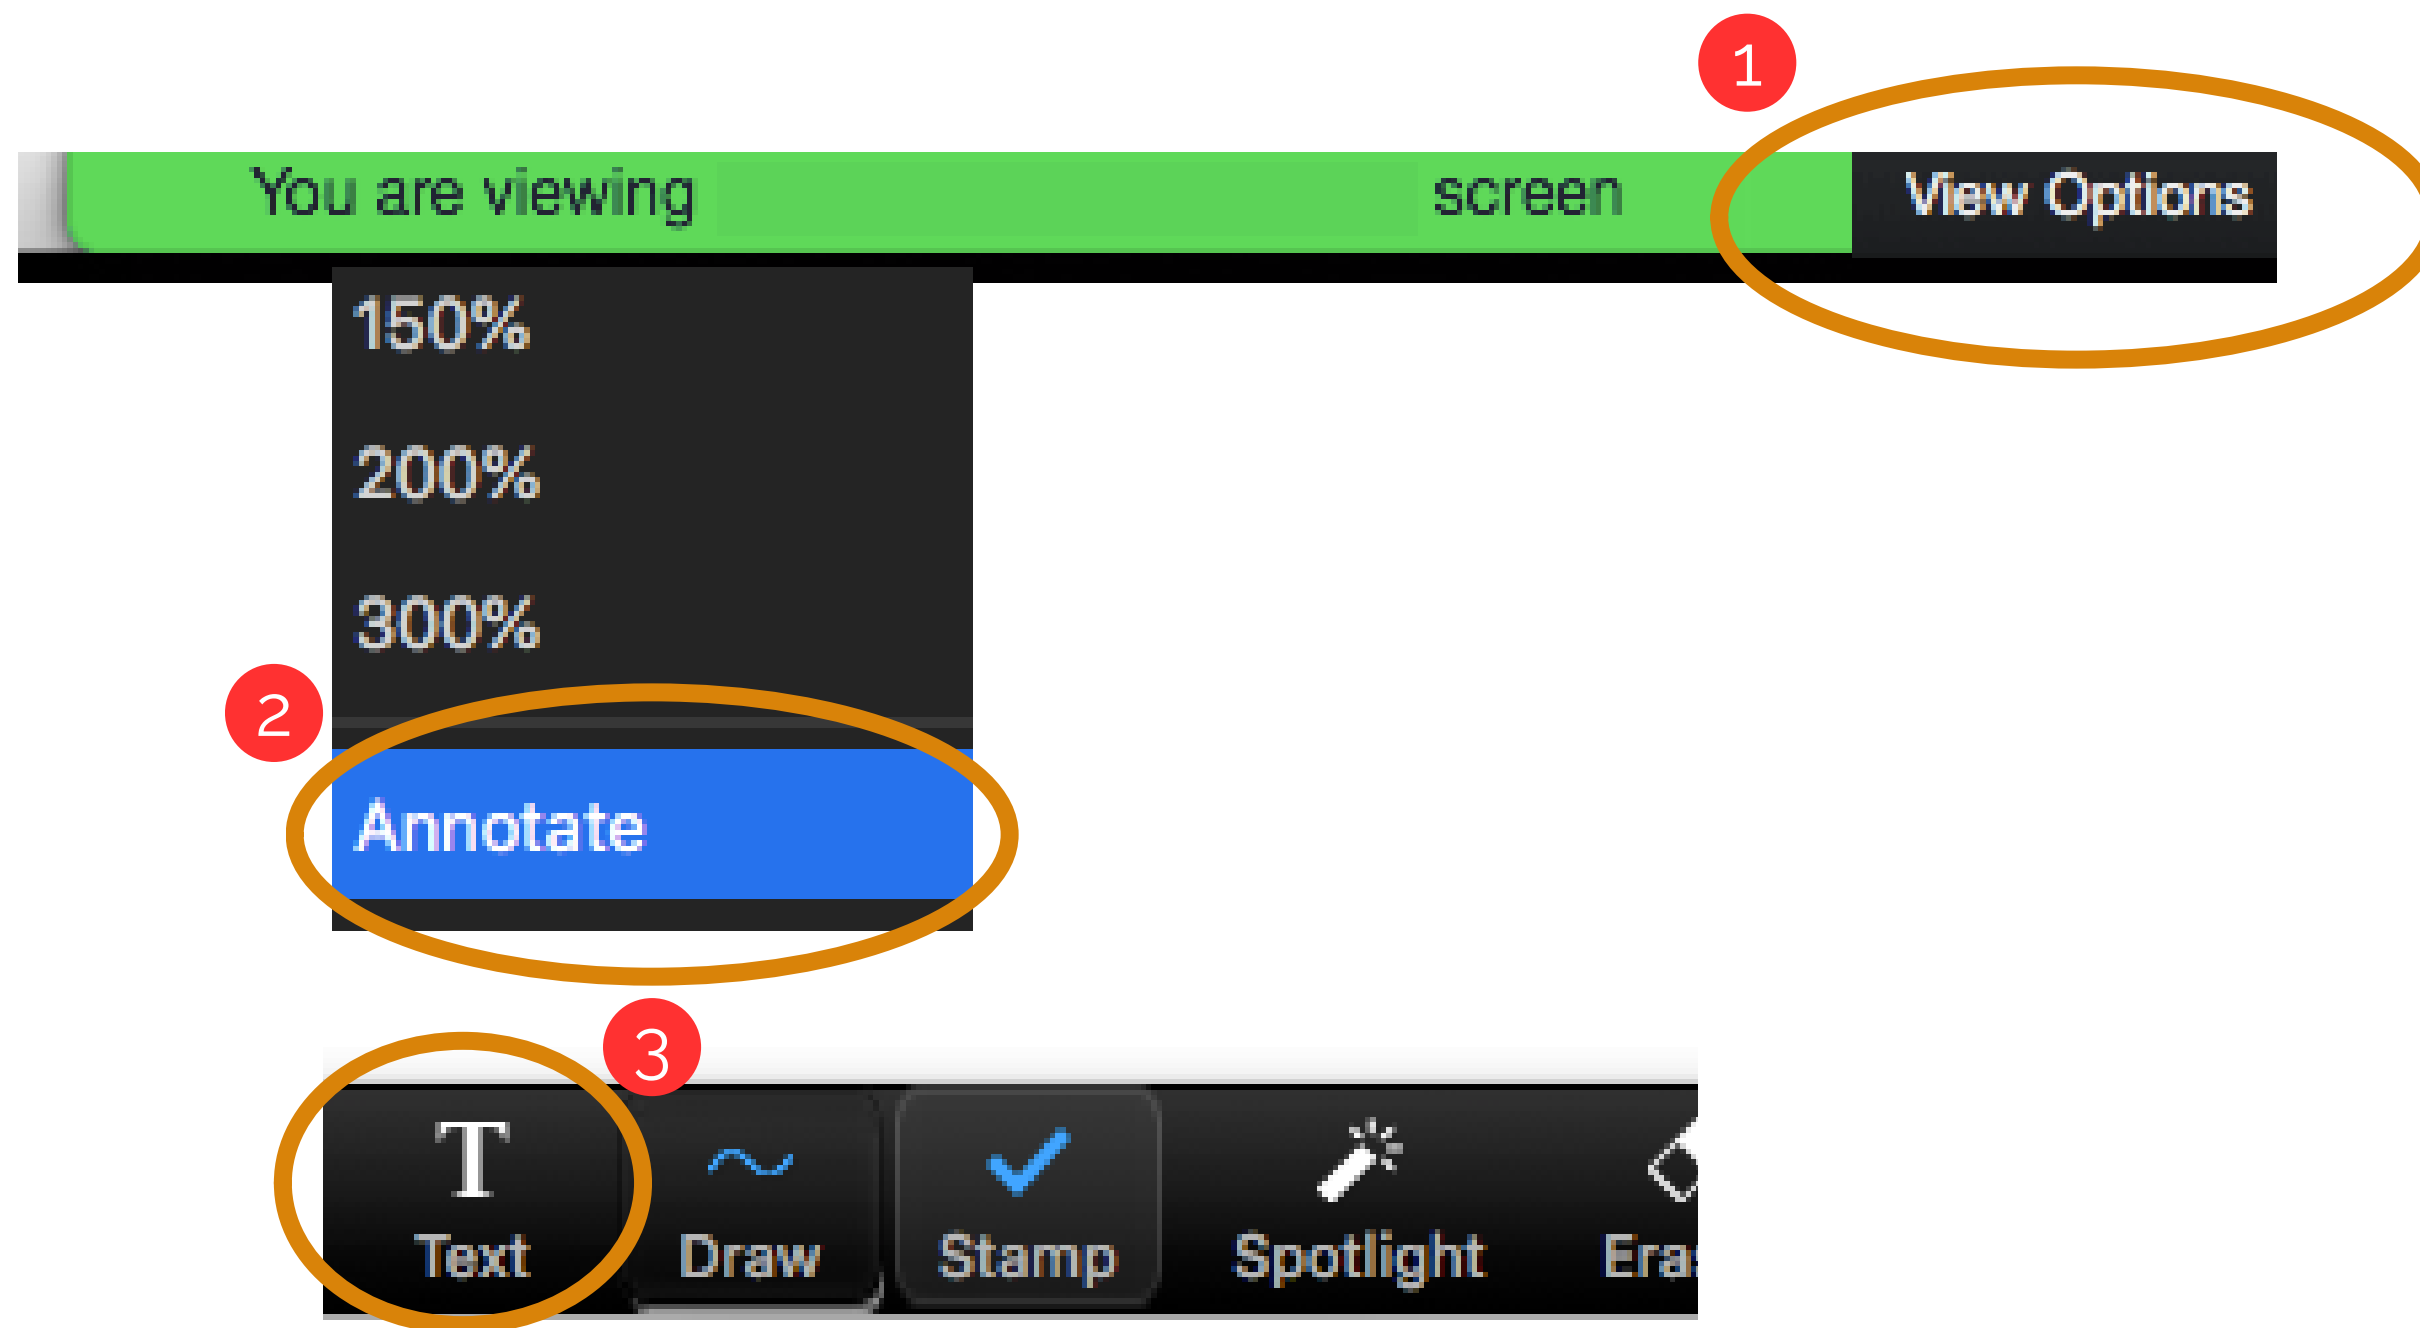 1
You are viewing screen View Options
150%
200%
300%
2
Annotate
3
T
Text Draw Stamp Spotlight